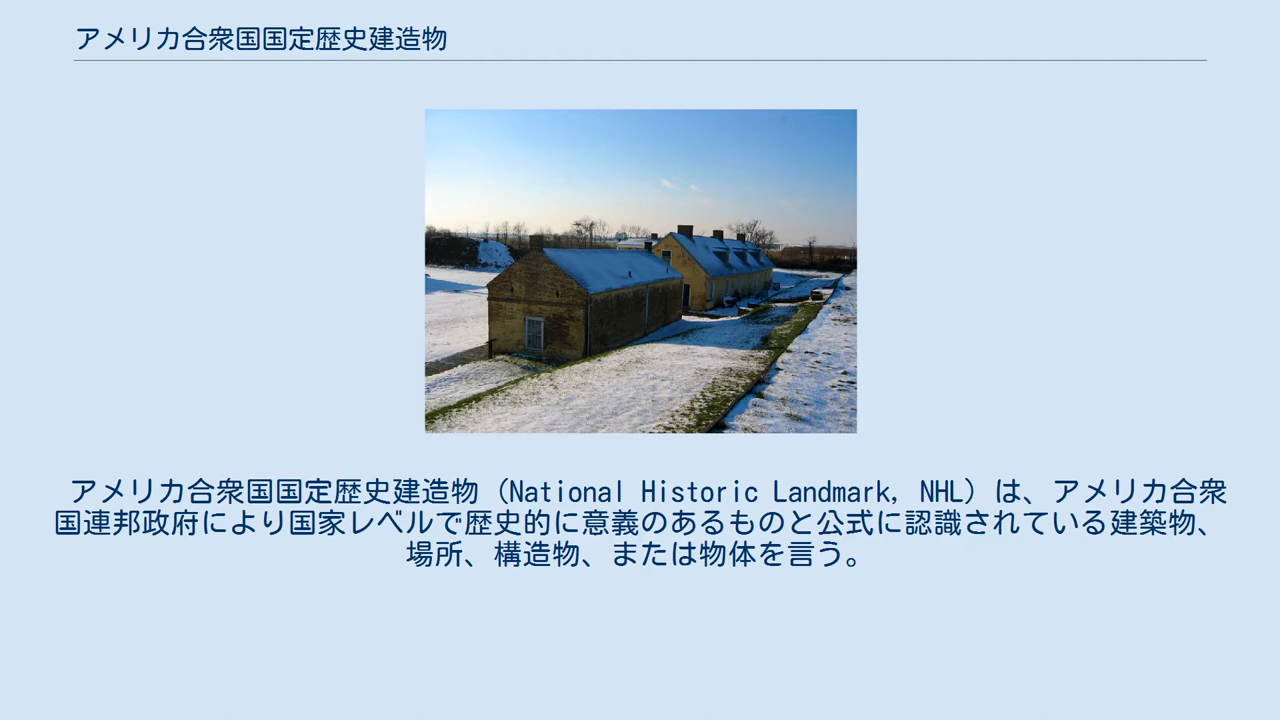 アメリカ合衆国国定歴史建造物
アメリカ合衆国国定歴史建造物（National Historic Landmark, NHL）は、アメリカ合衆
国連邦政府により国家レベルで歴史的に意義のあるものと公式に認識されている建築物、
場所、構造物、または物体を言う。